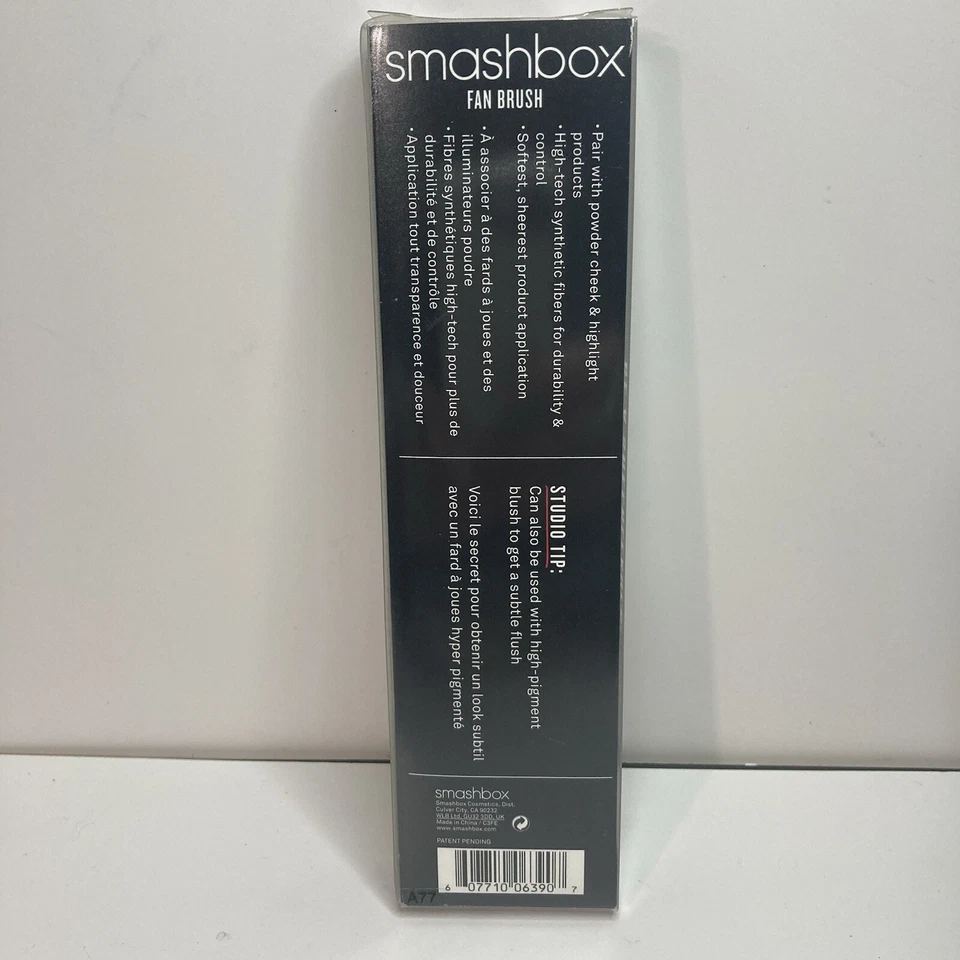 smashbox
FAN BRUSH
• Pair with powder cheek & highlight
products
• High-tech synthetic fibers for durability &
control
• Softest, sheerest product application
• À associer à des fards à joues et des
illuminateurs poudre
• Fibres synthétiques high-tech pour plus de
durabilité et de contrôle
• Application tout transparence et douceur
STUDIO TIP:
Can also be used with high-pigment
blush to get a subtle flush
Voici le secret pour obtenir un look subtil
avec un fard à joues hyper pigmenté
smashbox
Smashbox Cosmetics, Dist.
Culver City, CA 90232
WLB Ltd, GU32 3DD, UK
Made in China / C3FE
www.smashbox.com
PATENT PENDING
6 07710 06390 7
A77